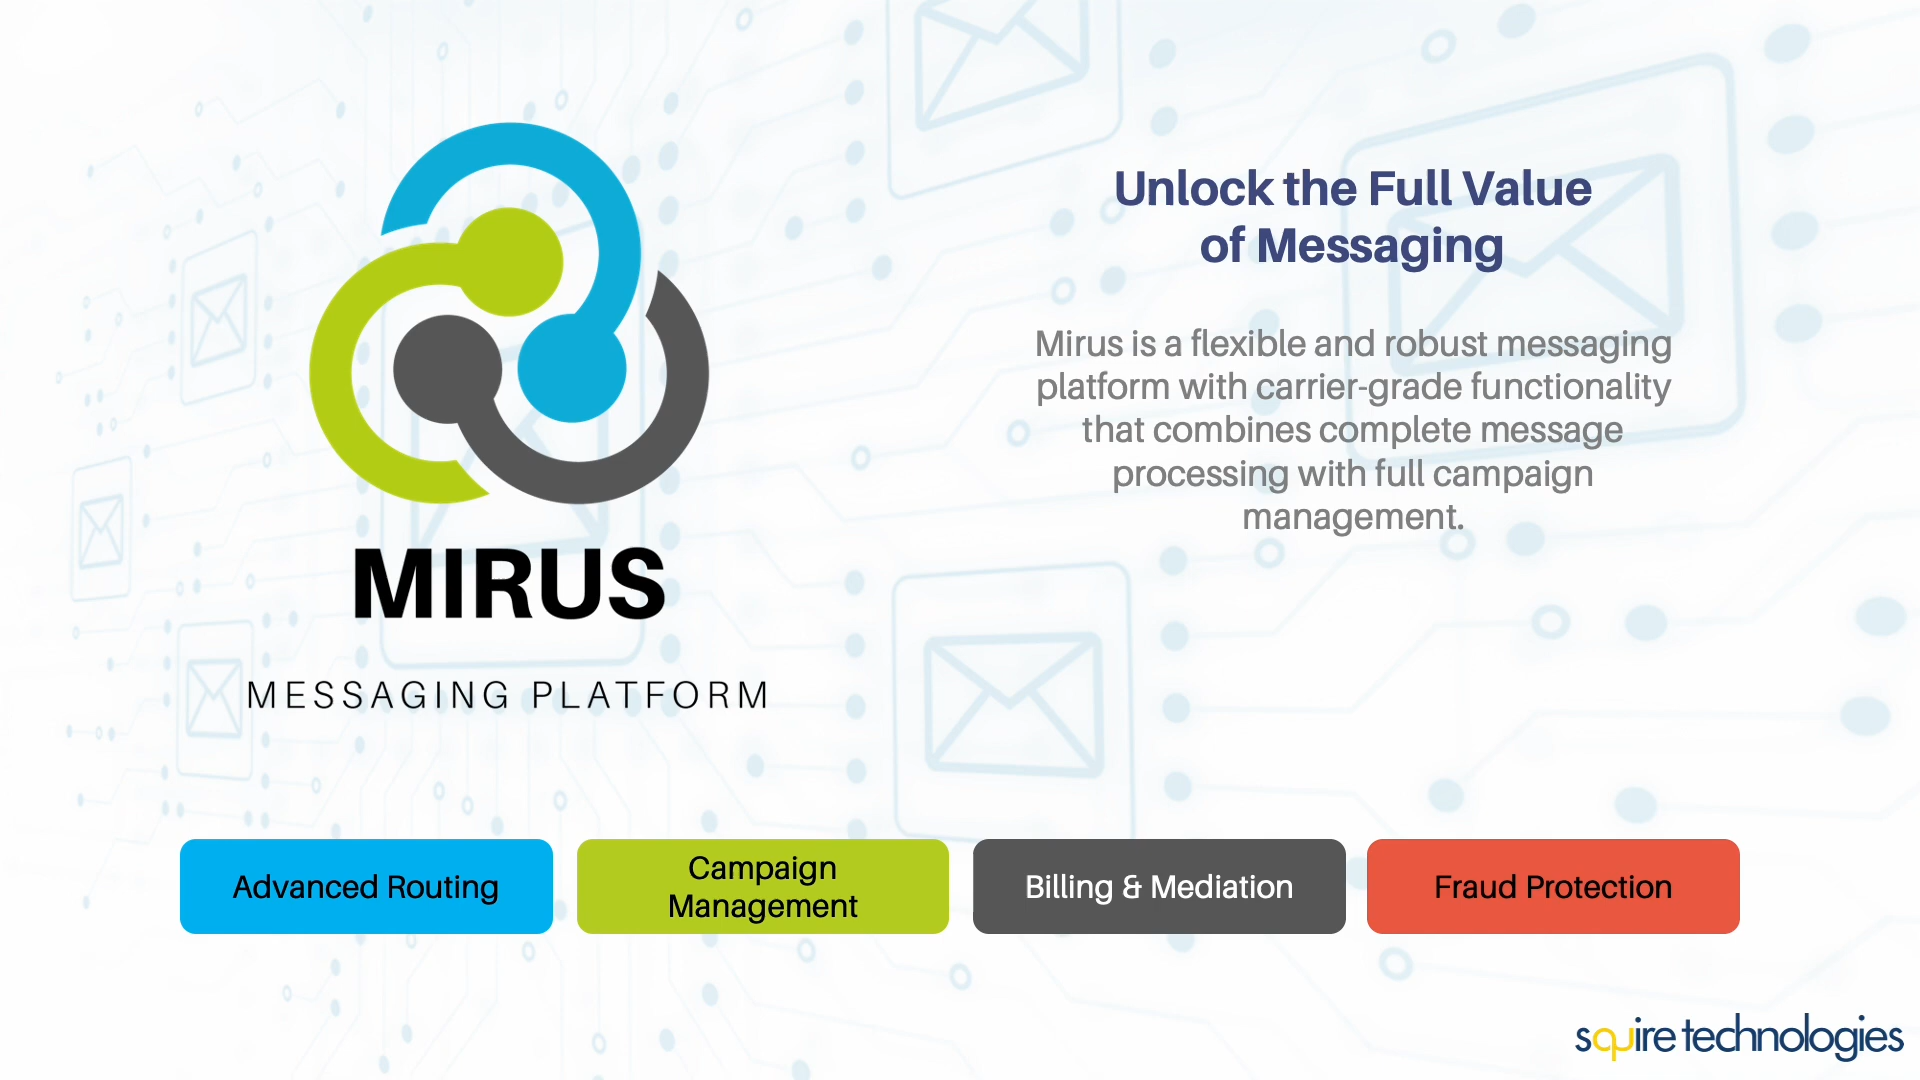 MIRUS
MESSAGING PLATFORM
Unlock the Full Value
of Messaging
Mirus is a flexible and robust messaging
platform with carrier-grade functionality
that combines complete message
processing with full campaign
management.
Advanced Routing
Campaign
Management
Billing & Mediation
Fraud Protection
squire technologies